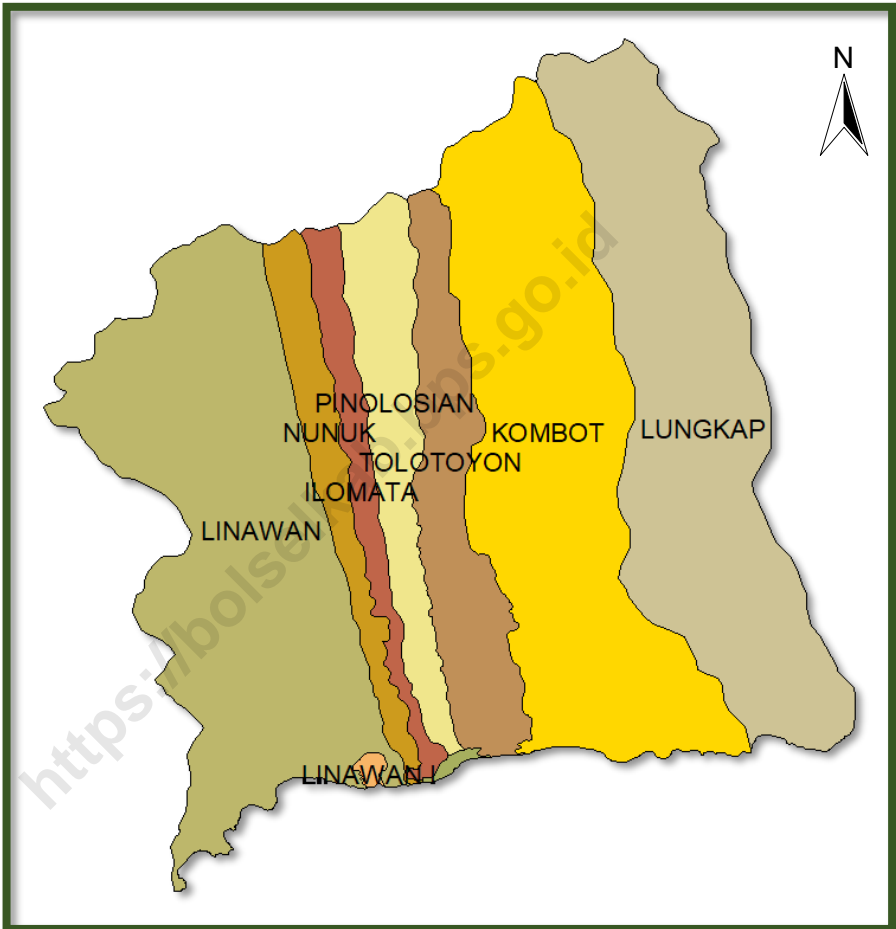 N
PINOLOSIAN
NUNUK
KOMBOT
LUNGKAP
TOLOTOYON
ILOMATA
LINAWAN
LINAWAN I
https://bolselkab.bps.go.id